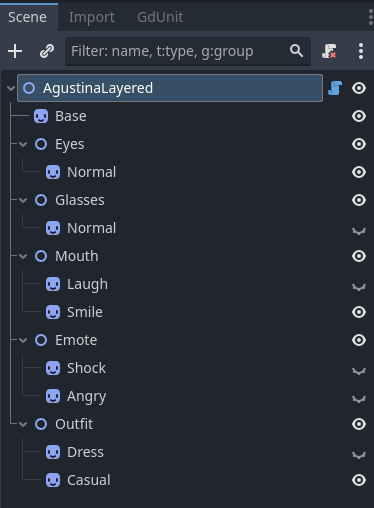 Scene Import GdUnit
Filter: name, t:type, g:group
AgustinaLayered
Base
Eyes
Normal
Glasses
Normal
Mouth
Laugh
Smile
Emote
Shock
Angry
Outfit
Dress
Casual